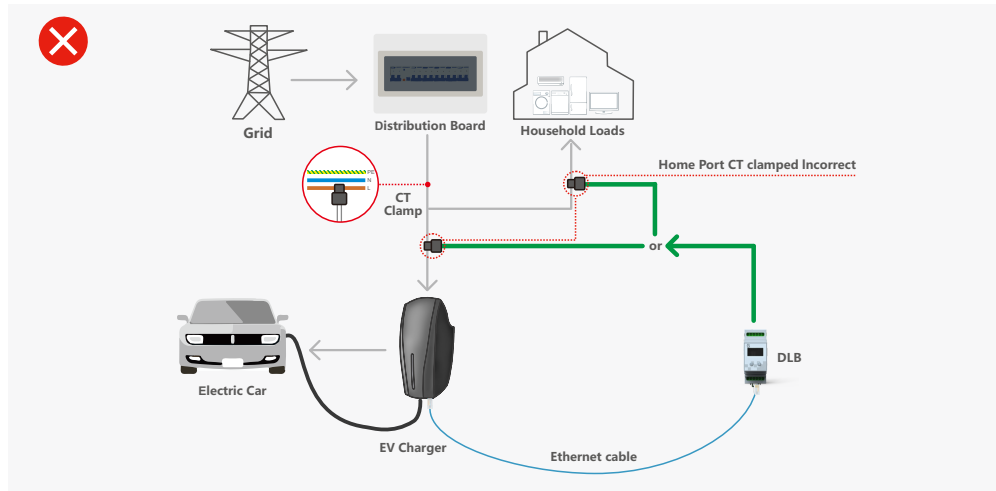 Grid
Distribution Board
Household Loads
PE
N
L
CT
Clamp
Home Port CT clamped lncorrect
or
DLB
Electric Car
EV Charger
Ethernet cable